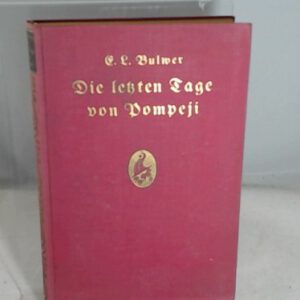 E. L. Bulwer
Die letzten Tage
von Pompeji